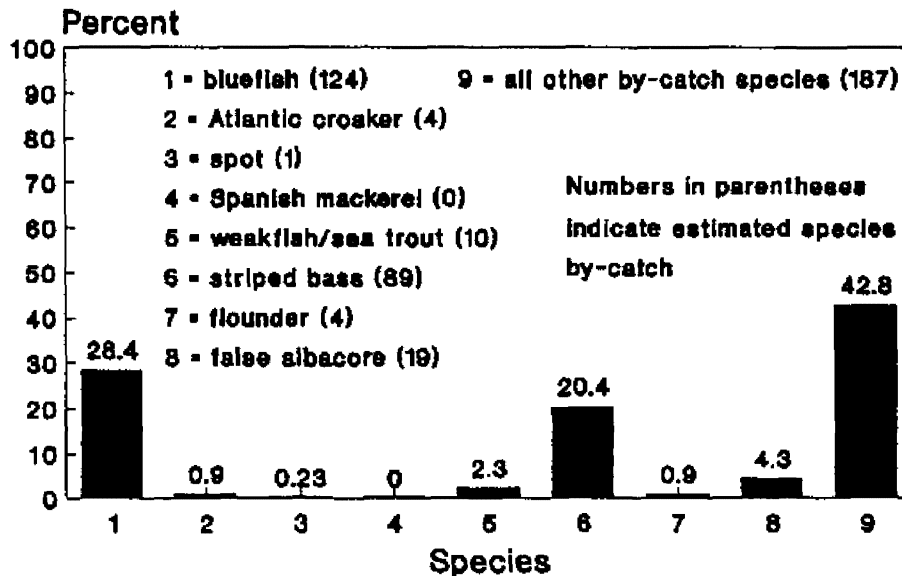 Percent
100
90
80
70
60
50
40
30
20
10
0
1 = bluefish (124)
2 = Atlantic croaker (4)
3 = spot (1)
4 = Spanish mackerel (0)
5 = weakfish/sea trout (10)
6 = striped bass (89)
7 = flounder (4)
8 = false albacore (19)
9 = all other by-catch species (187)
Numbers in parentheses
indicate estimated species
by-catch
28.4
0.9
0.23
0
2.3
20.4
0.9
4.3
42.8
1 2 3 4 5 6 7 8 9
Species